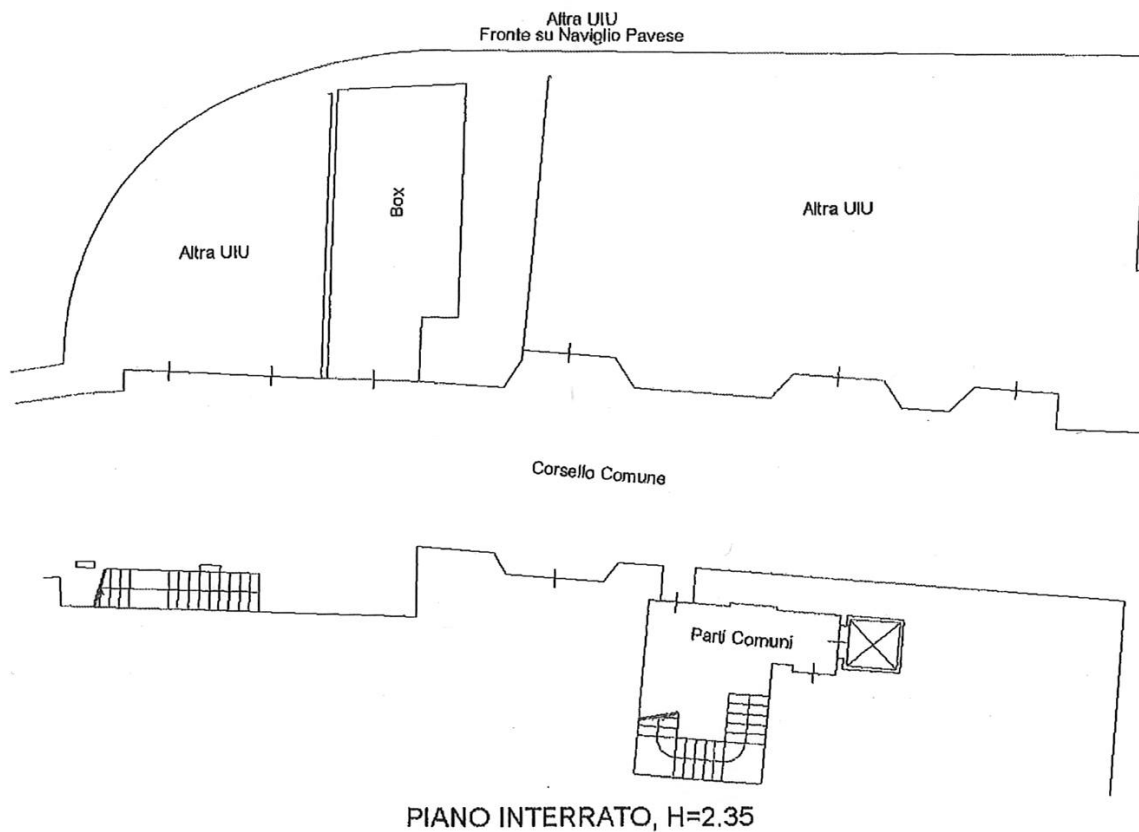 Altra UIU
Fronte su Naviglio Pavese
Box
Altra UIU
Altra UIU
Corsello Comune
Parti Comuni
PIANO INTERRATO, H=2.35